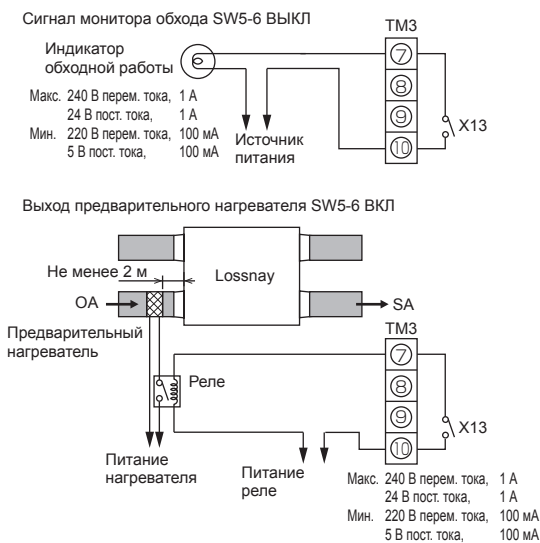 Сигнал монитора обхода SW5-6 ВЫКЛ
TM3
Индикатор
обходной работы
Макс. 240 В перем. тока, 1 А
24 В пост. тока, 1 А
Мин. 220 В перем. тока, 100 мА
5 В пост. тока, 100 мА
Источник
питания
⑦
⑧
⑨
⑩
X13
Выход предварительного нагревателя SW5-6 ВКЛ
Не менее 2 м
Lossnay
OA
SA
Предварительный
нагреватель
TM3
Реле
⑦
⑧
⑨
⑩
X13
Питание
нагревателя
Питание
реле
Макс. 240 В перем. тока, 1 А
24 В пост. тока, 1 А
Мин. 220 В перем. тока, 100 мА
5 В пост. тока, 100 мА